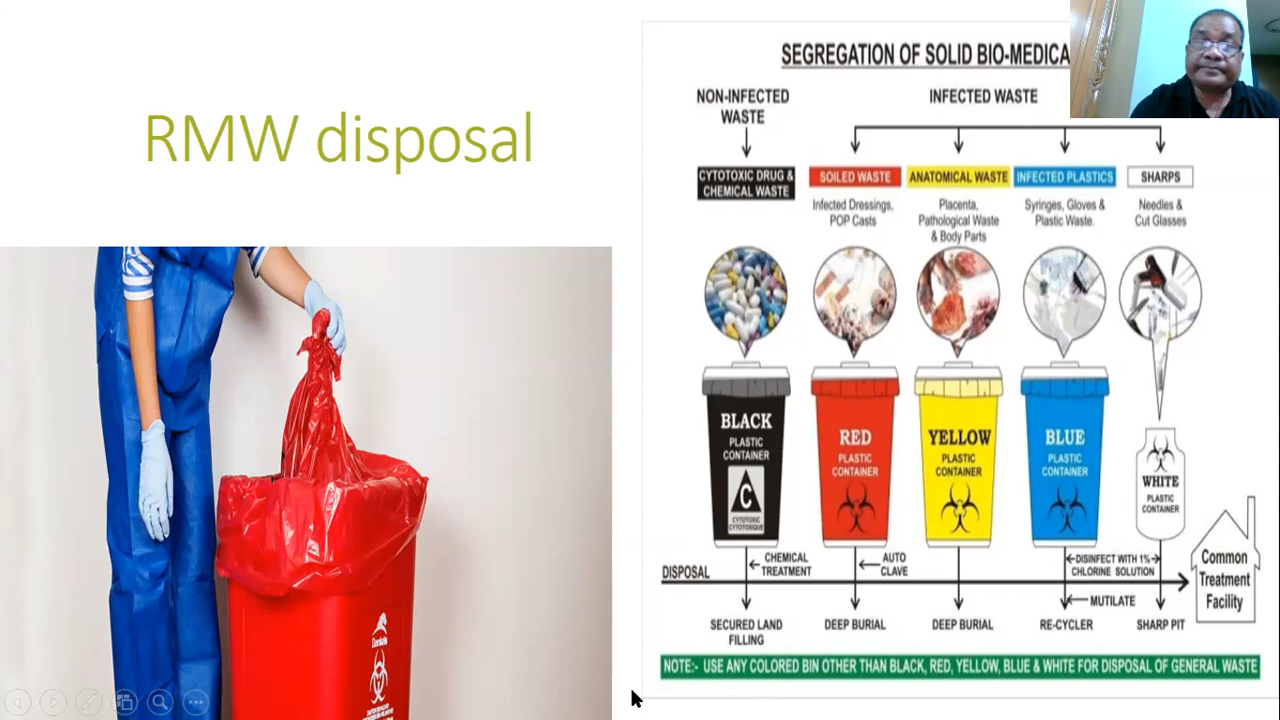 RMW disposal
SEGREGATION OF SOLID BIO-MEDICA
NON-INFECTED
WASTE
INFECTED WASTE
CYTOTOXIC DRUG &
CHEMICAL WASTE
SOILED WASTE
Infected Dressings,
POP Casts
ANATOMICAL WASTE
Placenta,
Pathological Waste
& Body Parts
INFECTED PLASTICS
Syringes, Gloves &
Plastic Waste.
SHARPS
Needles &
Cut Glasses
BLACK
PLASTIC
CONTAINER
C
CYTOTOXIC
CYTOTOXIQUE
RED
PLASTIC
CONTAINER
YELLOW
PLASTIC
CONTAINER
BLUE
PLASTIC
CONTAINER
WHITE
PLASTIC
CONTAINER
DISPOSAL
CHEMICAL
TREATMENT
AUTO
CLAVE
DISINFECT WITH 1%
CHLORINE SOLUTION
MUTILATE
Common
Treatment
Facility
SECURED LAND
FILLING
DEEP BURIAL
DEEP BURIAL
RE-CYCLER
SHARP PIT
NOTE:- USE ANY COLORED BIN OTHER THAN BLACK, RED, YELLOW, BLUE & WHITE FOR DISPOSAL OF GENERAL WASTE